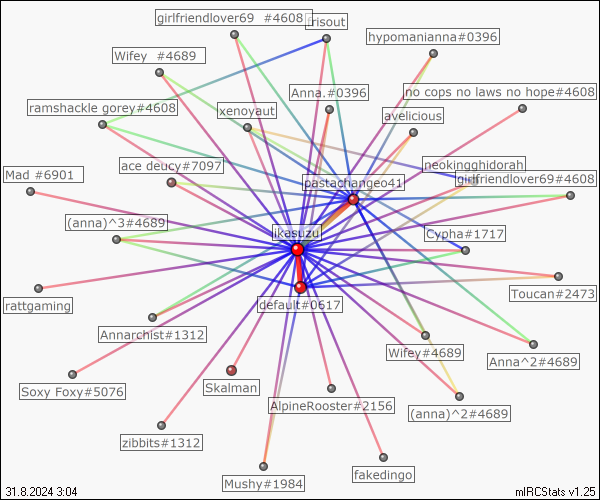 girlfriendlover69 #4608
frisout
hypomanianna#0396
Wifey #4689
Anna.#0396
no cops no laws no hope#4608
ramshackle gorey#4608
xenoyaut
avelicious
ace deucy#7097
neokingghidorah
Mad #6901
pastachangeo41
girlfriendlover69#4608
(anna)^3#4689
ikasuzu
Cypha#1717
rattgaming
default#0617
Toucan#2473
Annarchist#1312
Wifey#4689
Anna^2#4689
Soxy Foxy#5076
Skalman
AlpineRooster#2156
(anna)^2#4689
zibbits#1312
Mushy#1984
fakedingo
31.8.2024 3:04
mIRCStats v1.25